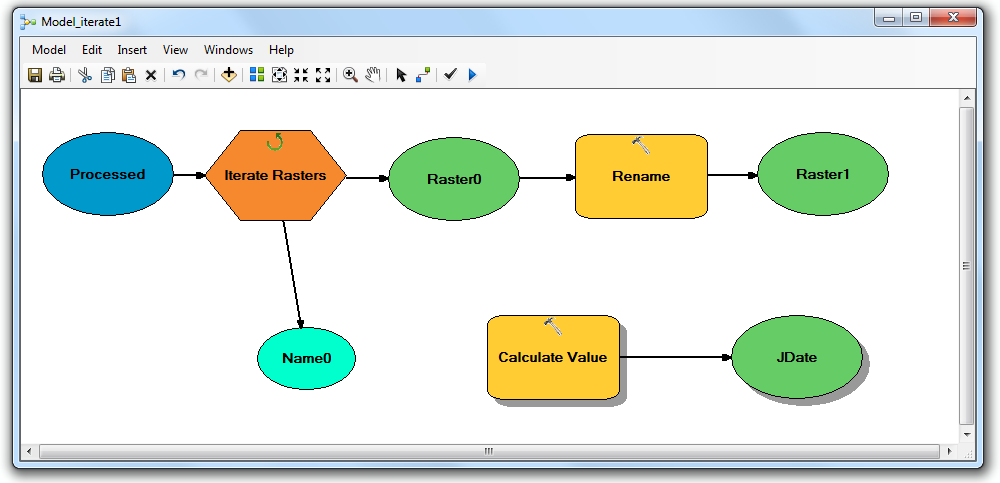 Model_iterate1
Model Edit Insert View Windows Help
Processed
Iterate Rasters
Raster0
Rename
Raster1
Name0
Calculate Value
JDate